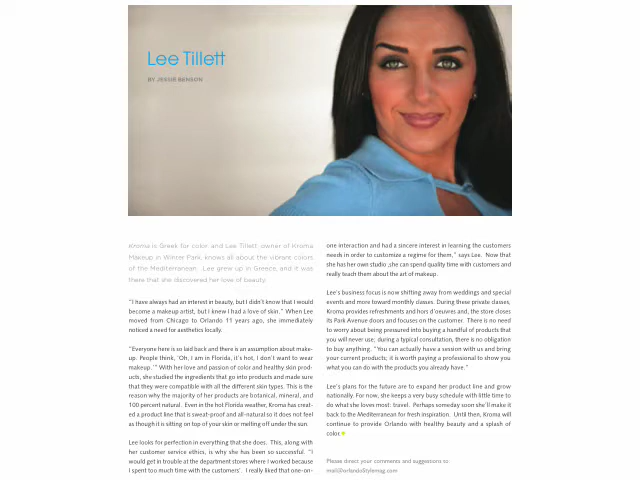 Lee Tillett
BY JESSIE BENSON
Kroma is Greek for color and Lee Tillett, owner of Kroma
Makeup in Winter Park, knows all about the vibrant colors
of the Mediterranean. Lee grew up in Greece, and it was
there that she discovered her love of beauty.
"I have always had an interest in beauty, but I didn't know that I would
become a makeup artist, but I knew I had a love of skin." When Lee
moved from Chicago to Orlando 11 years ago, she immediately
noticed a need for aesthetics locally.
"Everyone here is so laid back and there is an assumption about make-
up. People think, 'Oh, I am in Florida, it's hot, I don't want to wear
makeup.'" With her love and passion of color and healthy skin prod-
ucts, she studied the ingredients that go into products and made sure
that they were compatible with all the different skin types. This is the
reason why the majority of her products are botanical, mineral, and
100 percent natural. Even in the hot Florida weather, Kroma has creat-
ed a product line that is sweat-proof and all-natural so it does not feel
as though it is sitting on top of your skin or melting off under the sun.
Lee looks for perfection in everything that she does. This, along with
her customer service ethics, is why she has been so successful. "I
would get in trouble at the department stores where I worked because
I spent too much time with the customers'. I really liked that one-on-
one interaction and had a sincere interest in learning the customers
needs in order to customize a regime for them," says Lee. Now that
she has her own studio ,she can spend quality time with customers and
really teach them about the art of makeup.
Lee's business focus is now shifting away from weddings and special
events and more toward monthly classes. During these private classes,
Kroma provides refreshments and hors d'oeuvres and, the store closes
its Park Avenue doors and focuses on the customer. There is no need
to worry about being pressured into buying a handful of products that
you will never use; during a typical consultation, there is no obligation
to buy anything. "You can actually have a session with us and bring
your current products; it is worth paying a professional to show you
what you can do with the products you already have."
Lee's plans for the future are to expand her product line and grow
nationally. For now, she keeps a very busy schedule with little time to
do what she loves most: travel. Perhaps someday soon she'll make it
back to the Mediterranean for fresh inspiration. Until then, Kroma will
continue to provide Orlando with healthy beauty and a splash of
color.
Please direct your comments and suggestions to:
mail@orlandostylemag.com